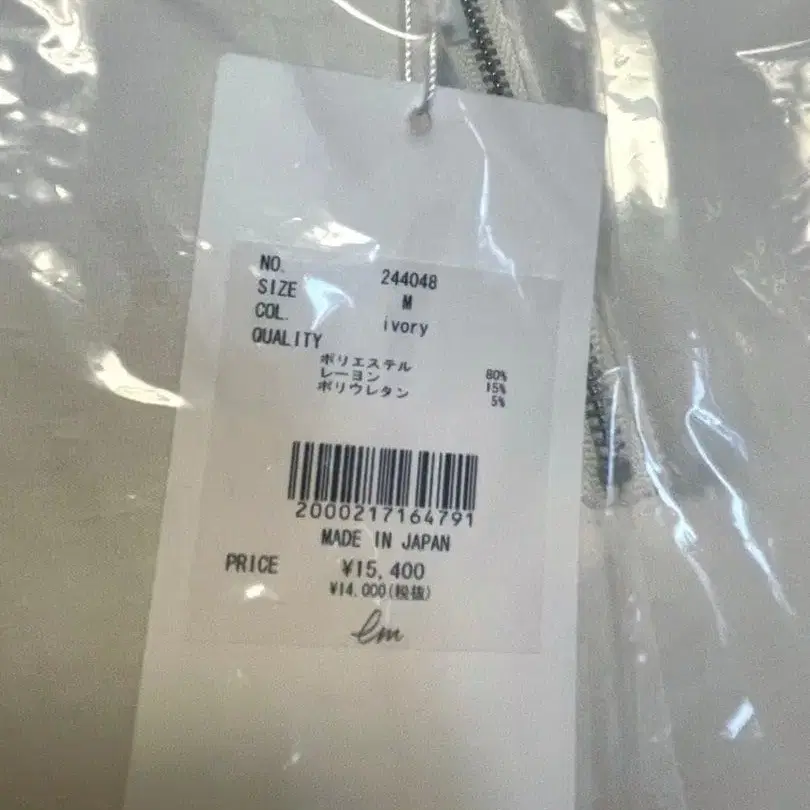 NO. 244048
SIZE M
COL. ivory
QUALITY
ポリエステル 80%
レーヨン 15%
ポリウレタン 5%
2000217164791
MADE IN JAPAN
PRICE ¥15,400
¥14,000(税抜)
lm